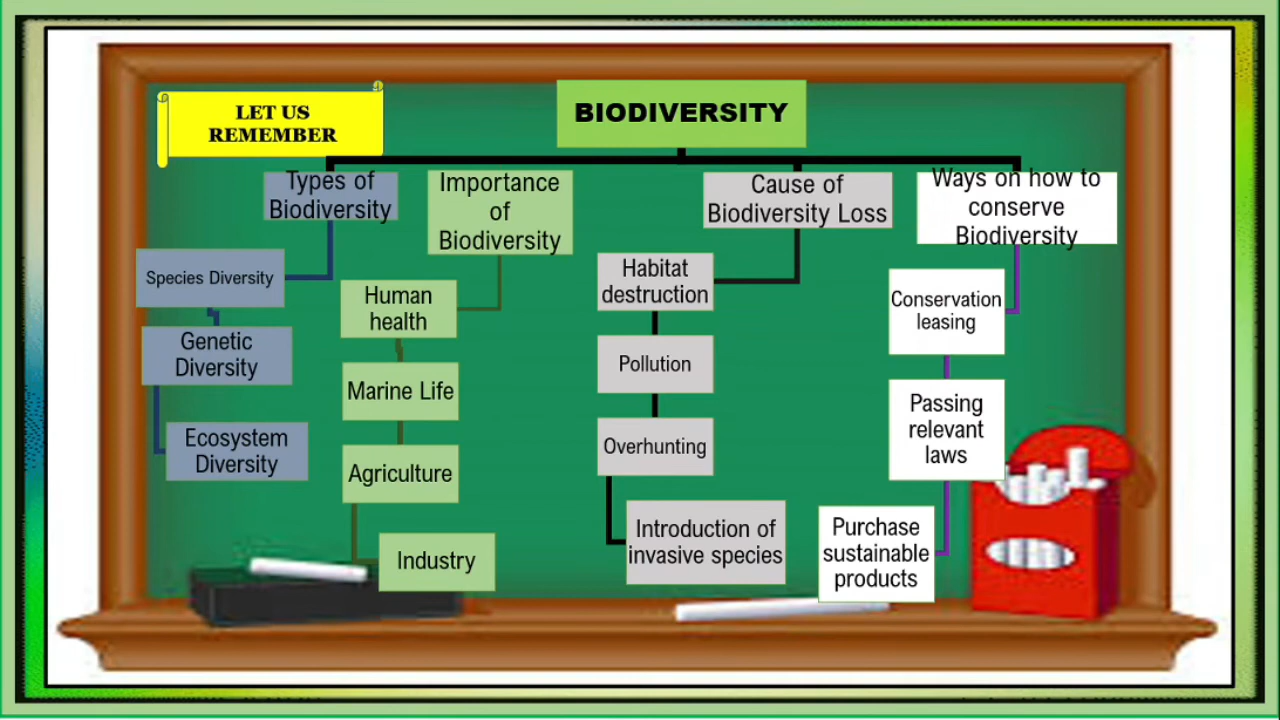 LET US
REMEMBER
BIODIVERSITY
Types of
Biodiversity
Importance
of
Biodiversity
Cause of
Biodiversity Loss
Ways on how to
conserve
Biodiversity
Species Diversity
Genetic
Diversity
Ecosystem
Diversity
Human
health
Marine Life
Agriculture
Industry
Habitat
destruction
Pollution
Overhunting
Introduction of
invasive species
Conservation
leasing
Passing
relevant
laws
Purchase
sustainable
products